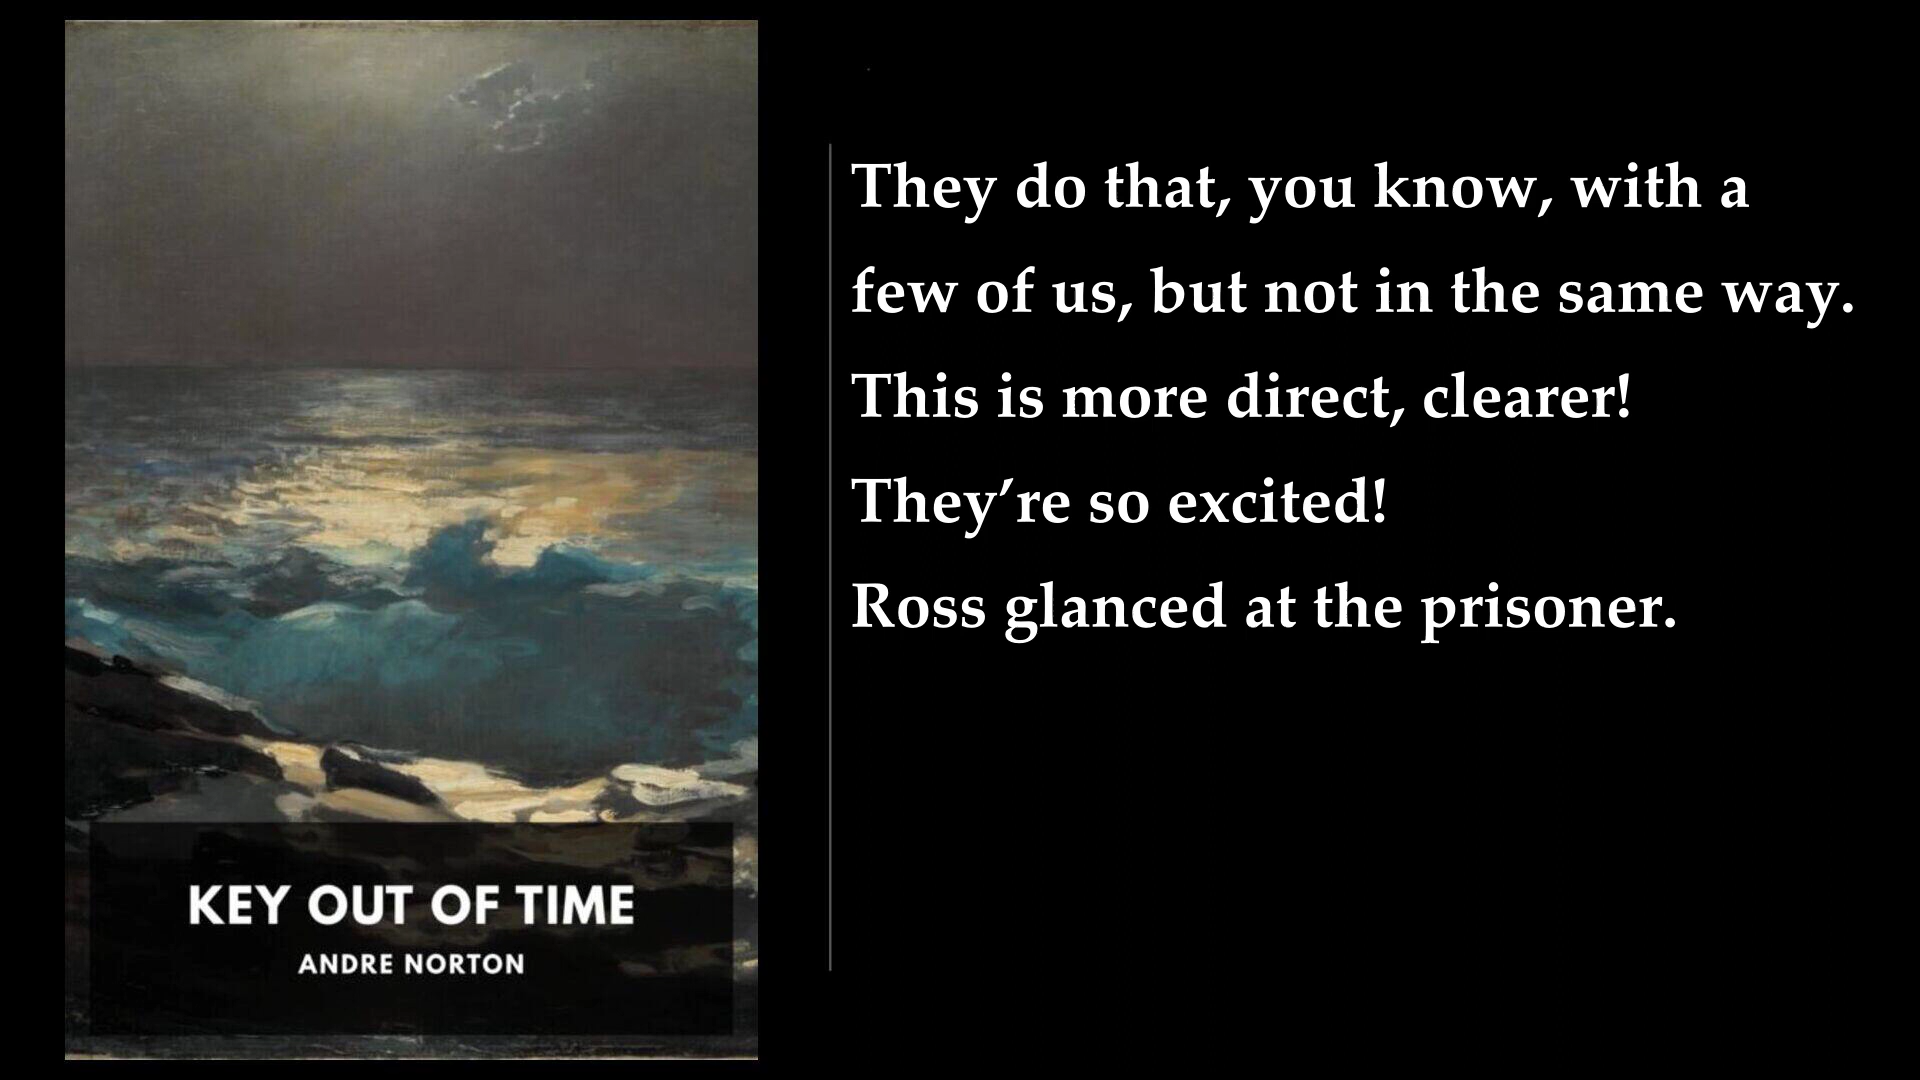 They do that, you know, with a
few of us, but not in the same way.
This is more direct, clearer!
They’re so excited!
Ross glanced at the prisoner.
KEY OUT OF TIME
ANDRE NORTON